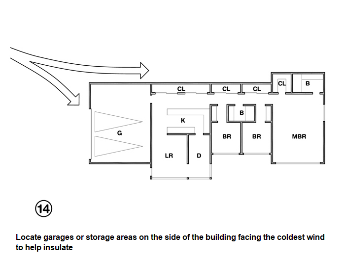 CL
CL
CL
CL
B
K
B
G
BR
BR
MBR
LR
D
14
Locate garages or storage areas on the side of the building facing the coldest wind
to help insulate